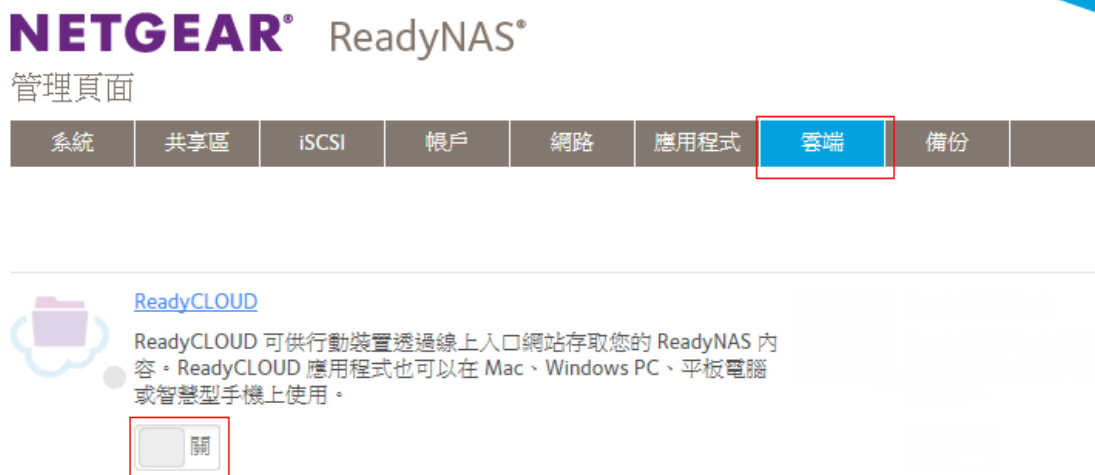 NETGEAR® ReadyNAS®
管理頁面
系統 共享區 iSCSI 帳戶 網路 應用程式 雲端 備份
ReadyCLOUD
ReadyCLOUD 可供行動裝置透過線上入口網站存取您的 ReadyNAS 內
容。ReadyCLOUD 應用程式也可以在 Mac、Windows PC、平板電腦
或智慧型手機上使用。
關